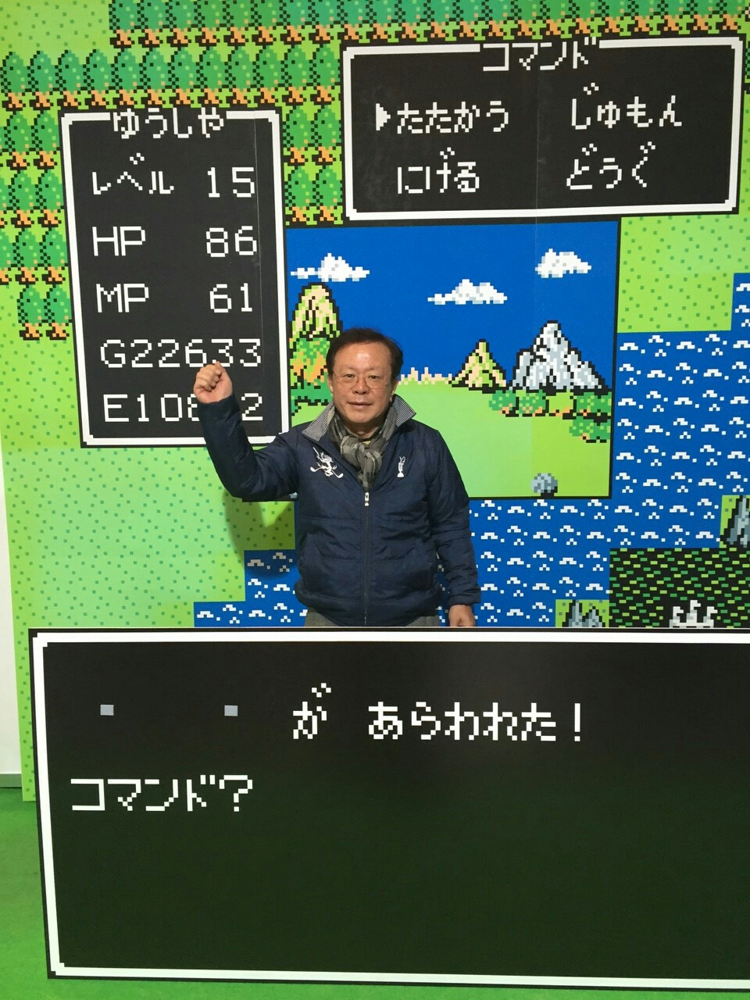 コマンド
▶たたかう じゅもん
にげる どうぐ
ゆうしや
レベル 15
HP 86
MP 61
G22633
が あらわれた!
コマンド?